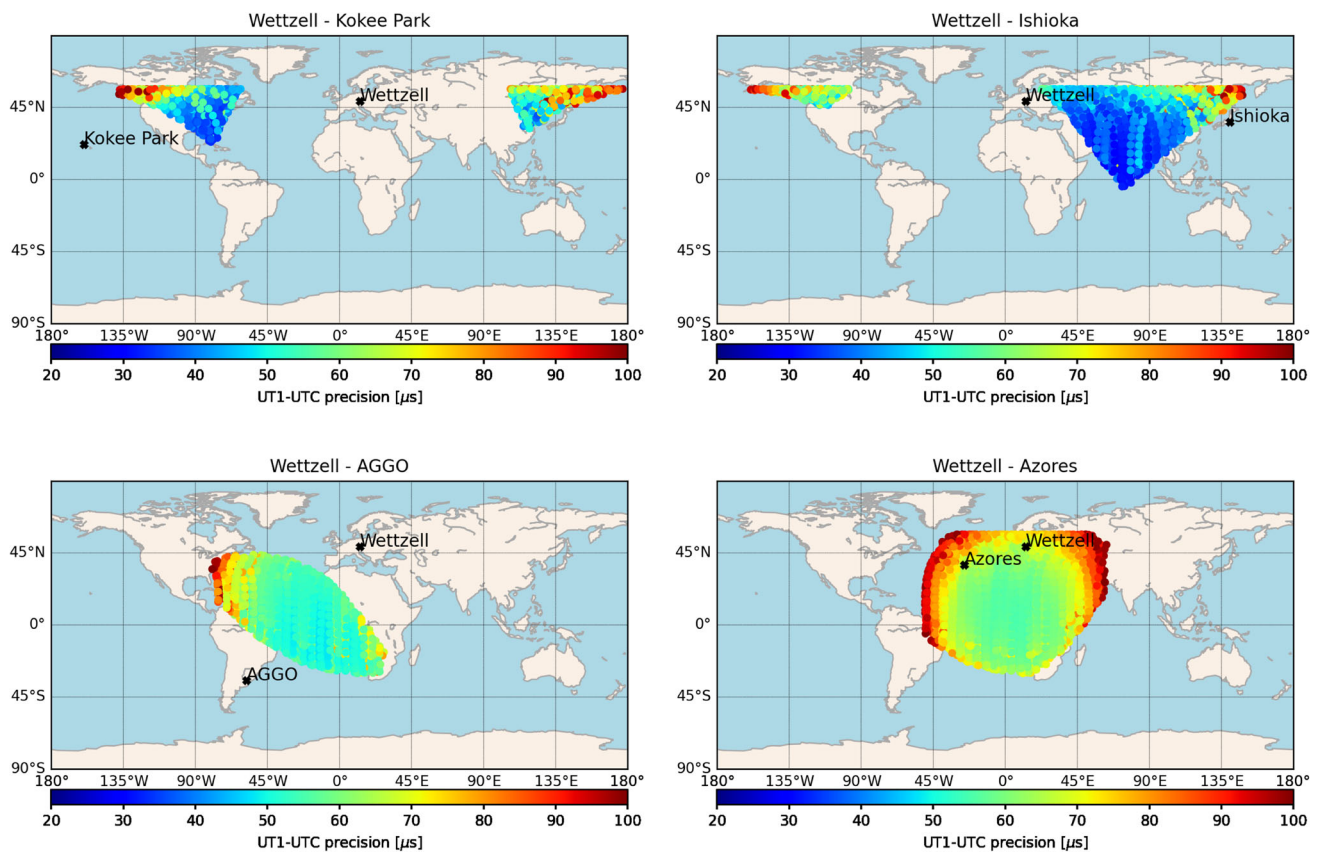 Wettzell - Kokee Park
Wettzell
Kokee Park
45°N
0°
45°S
90°S
180° 135°W 90°W 45°W 0° 45°E 90°E 135°E 180°
20 30 40 50 60 70 80 90 100
UT1-UTC precision [μs]
Wettzell - Ishioka
Wettzell
Ishioka
45°N
0°
45°S
90°S
180° 135°W 90°W 45°W 0° 45°E 90°E 135°E 180°
20 30 40 50 60 70 80 90 100
UT1-UTC precision [μs]
Wettzell - AGGO
Wettzell
AGGO
45°N
0°
45°S
90°S
180° 135°W 90°W 45°W 0° 45°E 90°E 135°E 180°
20 30 40 50 60 70 80 90 100
UT1-UTC precision [μs]
Wettzell - Azores
Wettzell
Azores
45°N
0°
45°S
90°S
180° 135°W 90°W 45°W 0° 45°E 90°E 135°E 180°
20 30 40 50 60 70 80 90 100
UT1-UTC precision [μs]